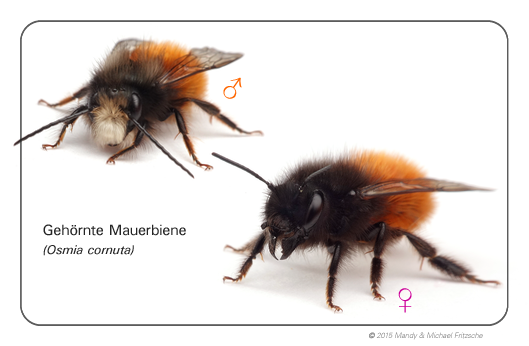 ♂
Gehörnte Mauerbiene
(Osmia cornuta)
♀
© 2015 Mandy & Michael Fritzsche